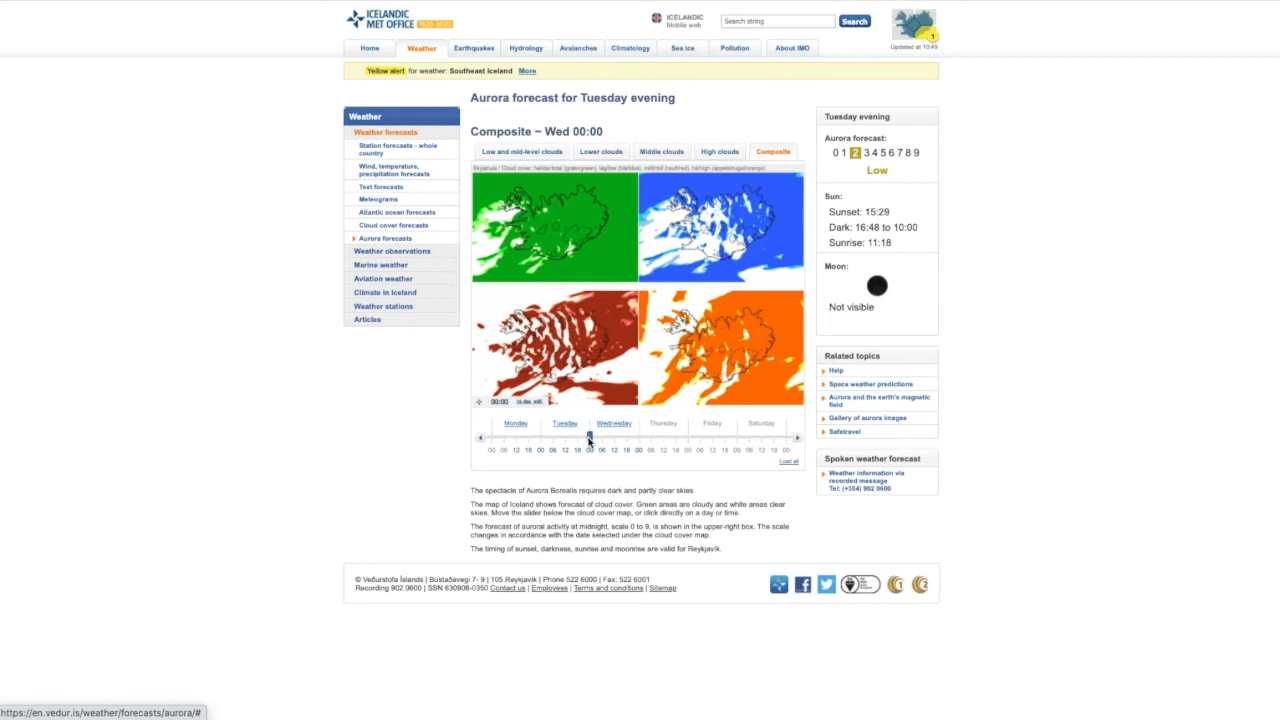 ICELANDIC
MET OFFICE 1920-2020
ICELANDIC
Mobile web
Search string
Search
1
Updated at 10:49
Home
Weather
Earthquakes
Hydrology
Avalanches
Climatology
Sea ice
Pollution
About IMO
Yellow alert for weather: Southeast Iceland More
Aurora forecast for Tuesday evening
Weather
Weather forecasts
Station forecasts - whole
country
Wind, temperature,
precipitation forecasts
Text forecasts
Meteograms
Atlantic ocean forecasts
Cloud cover forecasts
Aurora forecasts
Weather observations
Marine weather
Aviation weather
Climate in Iceland
Weather stations
Articles
Composite − Wed 00:00
Low and mid-level clouds
Lower clouds
Middle clouds
High clouds
Composite
00:00
Monday Tuesday Wednesday Thursday Friday Saturday
00 06 12 18 00 06 12 18 00 06 12 18 00 06 12 18 00 06 12 18 00 06 12 18 00
Load all
The spectacle of Aurora Borealis requires dark and partly clear skies.
The map of Iceland shows forecast of cloud cover. Green areas are cloudy and white areas clear
skies. Move the slider below the cloud cover map, or click directly on a day or time.
The forecast of auroral activity at midnight, scale 0 to 9, is shown in the upper-right box. The scale
changes in accordance with the date selected under the cloud cover map.
The timing of sunset, darkness, sunrise and moonrise are valid for Reykjavík.
Tuesday evening
Aurora forecast:
0 1 2 3 4 5 6 7 8 9
Low
Sun:
Sunset: 15:29
Dark: 16:48 to 10:00
Sunrise: 11:18
Moon:
Not visible
Related topics
Help
Space weather predictions
Aurora and the earth's magnetic
field
Gallery of aurora images
Safetravel
Spoken weather forecast
Weather information via
recorded message
Tel: (+354) 902 0600
© Veðurstofa Íslands | Bústaðavegi 7- 9 | 105 Reykjavík | Phone 522 6000 | Fax: 522 6001
Recording 902 0600 | SSN 630908-0350 Contact us | Employees | Terms and conditions | Sitemap
1
2
https://en.vedur.is/weather/forecasts/aurora/#